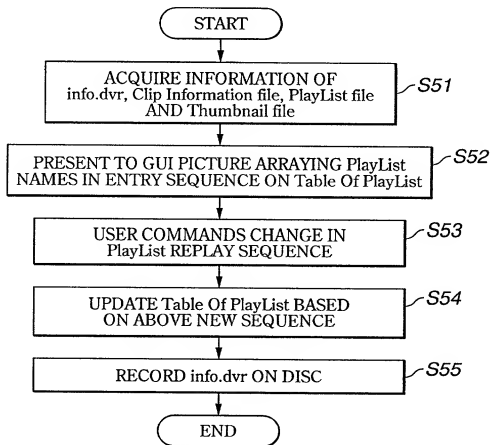 START
ACQUIRE INFORMATION OF
info.dvr, Clip Information file, PlayList file
AND Thumbnail file
S51
PRESENT TO GUI PICTURE ARRAYING PlayList
NAMES IN ENTRY SEQUENCE ON Table Of PlayList
S52
USER COMMANDS CHANGE IN
PlayList REPLAY SEQUENCE
S53
UPDATE Table Of PlayList BASED
ON ABOVE NEW SEQUENCE
S54
RECORD info.dvr ON DISC
S55
END